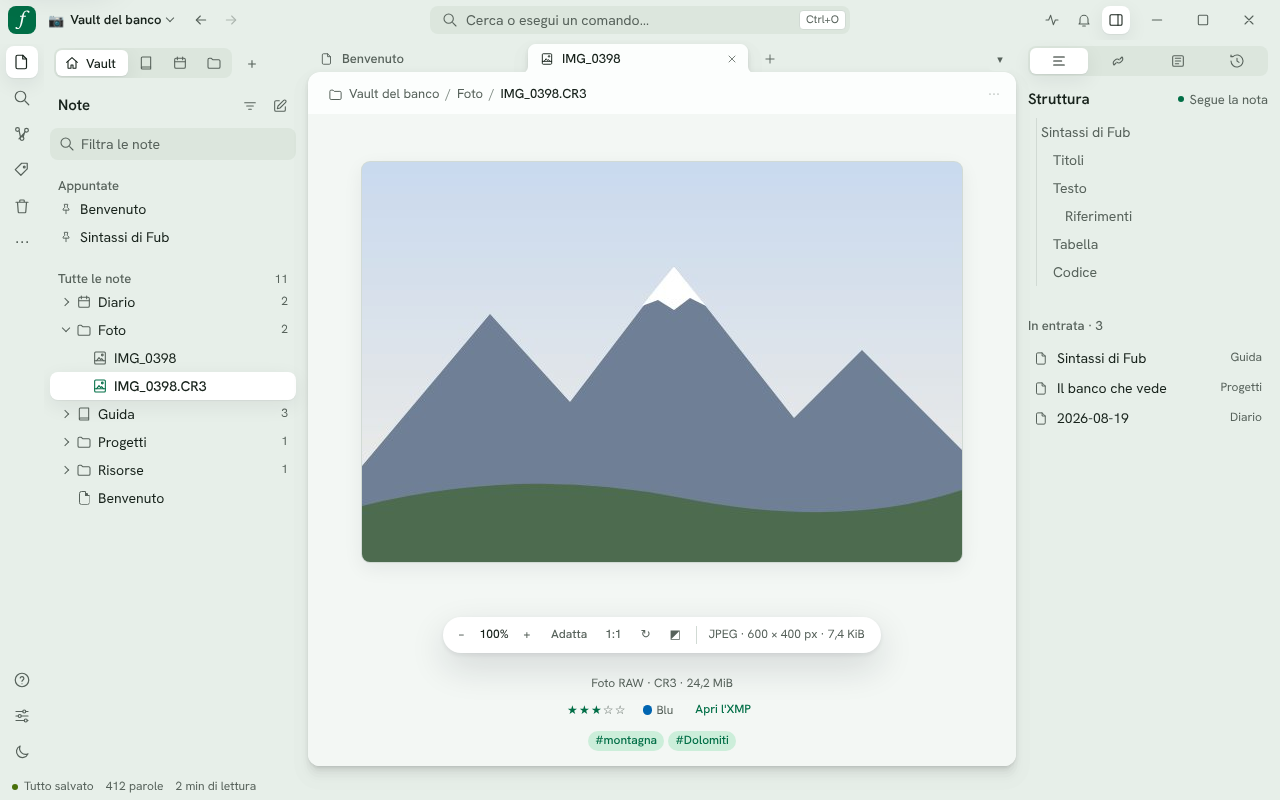 f
Vault del banco
Cerca o esegui un comando...
Ctrl+O
Vault
Note
Filtra le note
Appuntate
Benvenuto
Sintassi di Fub
Tutte le note 11
Diario 2
Foto 2
IMG_0398
IMG_0398.CR3
Guida 3
Progetti 1
Risorse 1
Benvenuto
Benvenuto
IMG_0398
Vault del banco / Foto / IMG_0398.CR3
− 100% + Adatta 1:1 JPEG · 600 × 400 px · 7,4 KiB
Foto RAW · CR3 · 24,2 MiB
★★★☆☆ Blu Apri l'XMP
#montagna #Dolomiti
Struttura Segue la nota
Sintassi di Fub
Titoli
Testo
Riferimenti
Tabella
Codice
In entrata · 3
Sintassi di Fub Guida
Il banco che vede Progetti
2026-08-19 Diario
Tutto salvato 412 parole 2 min di lettura